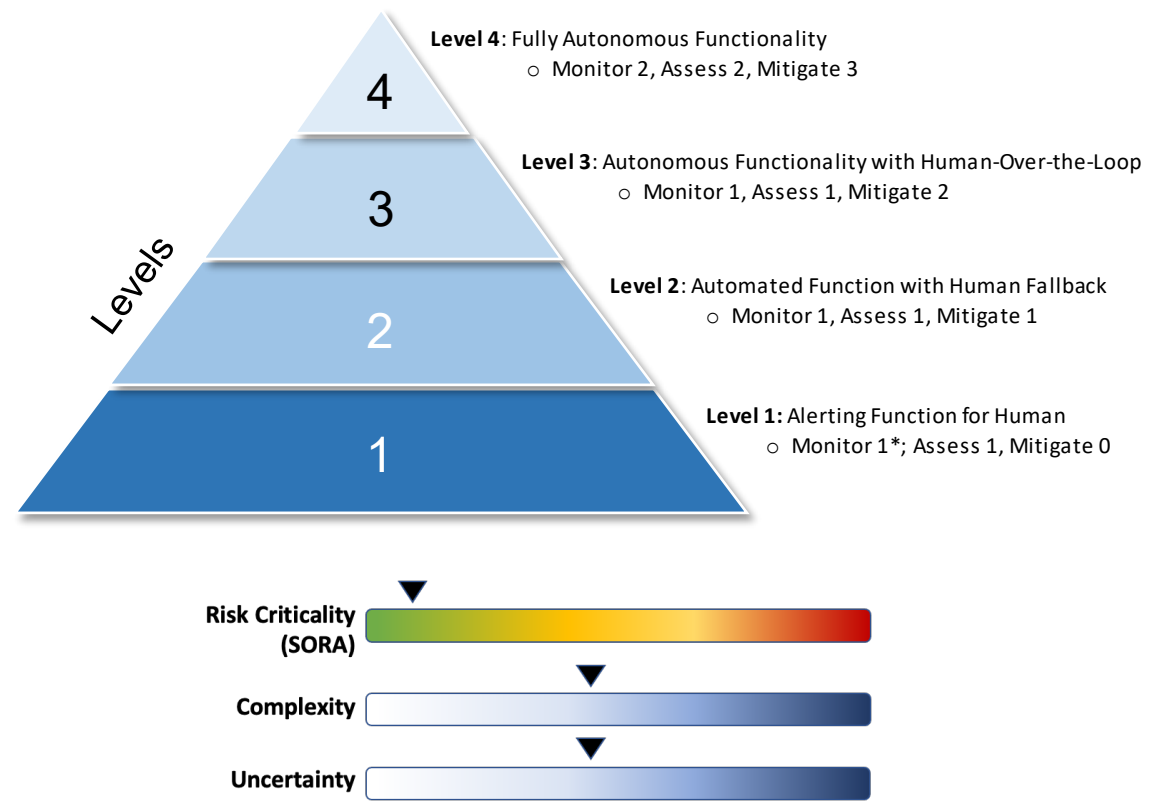 Level 4: Fully Autonomous Functionality
○ Monitor 2, Assess 2, Mitigate 3
4
Level 3: Autonomous Functionality with Human-Over-the-Loop
○ Monitor 1, Assess 1, Mitigate 2
3
Levels
Level 2: Automated Function with Human Fallback
○ Monitor 1, Assess 1, Mitigate 1
2
Level 1: Alerting Function for Human
○ Monitor 1*; Assess 1, Mitigate 0
1
Risk Criticality
(SORA)
Complexity
Uncertainty